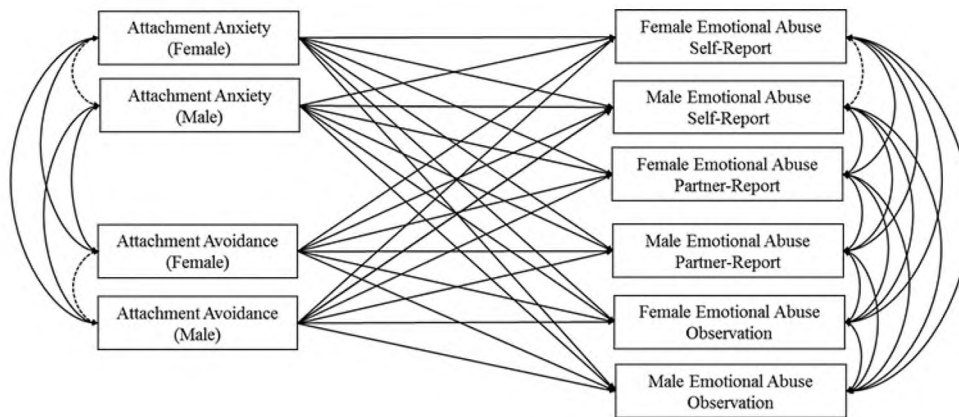 Attachment Anxiety
(Female)
Attachment Anxiety
(Male)
Attachment Avoidance
(Female)
Attachment Avoidance
(Male)
Female Emotional Abuse
Self-Report
Male Emotional Abuse
Self-Report
Female Emotional Abuse
Partner-Report
Male Emotional Abuse
Partner-Report
Female Emotional Abuse
Observation
Male Emotional Abuse
Observation